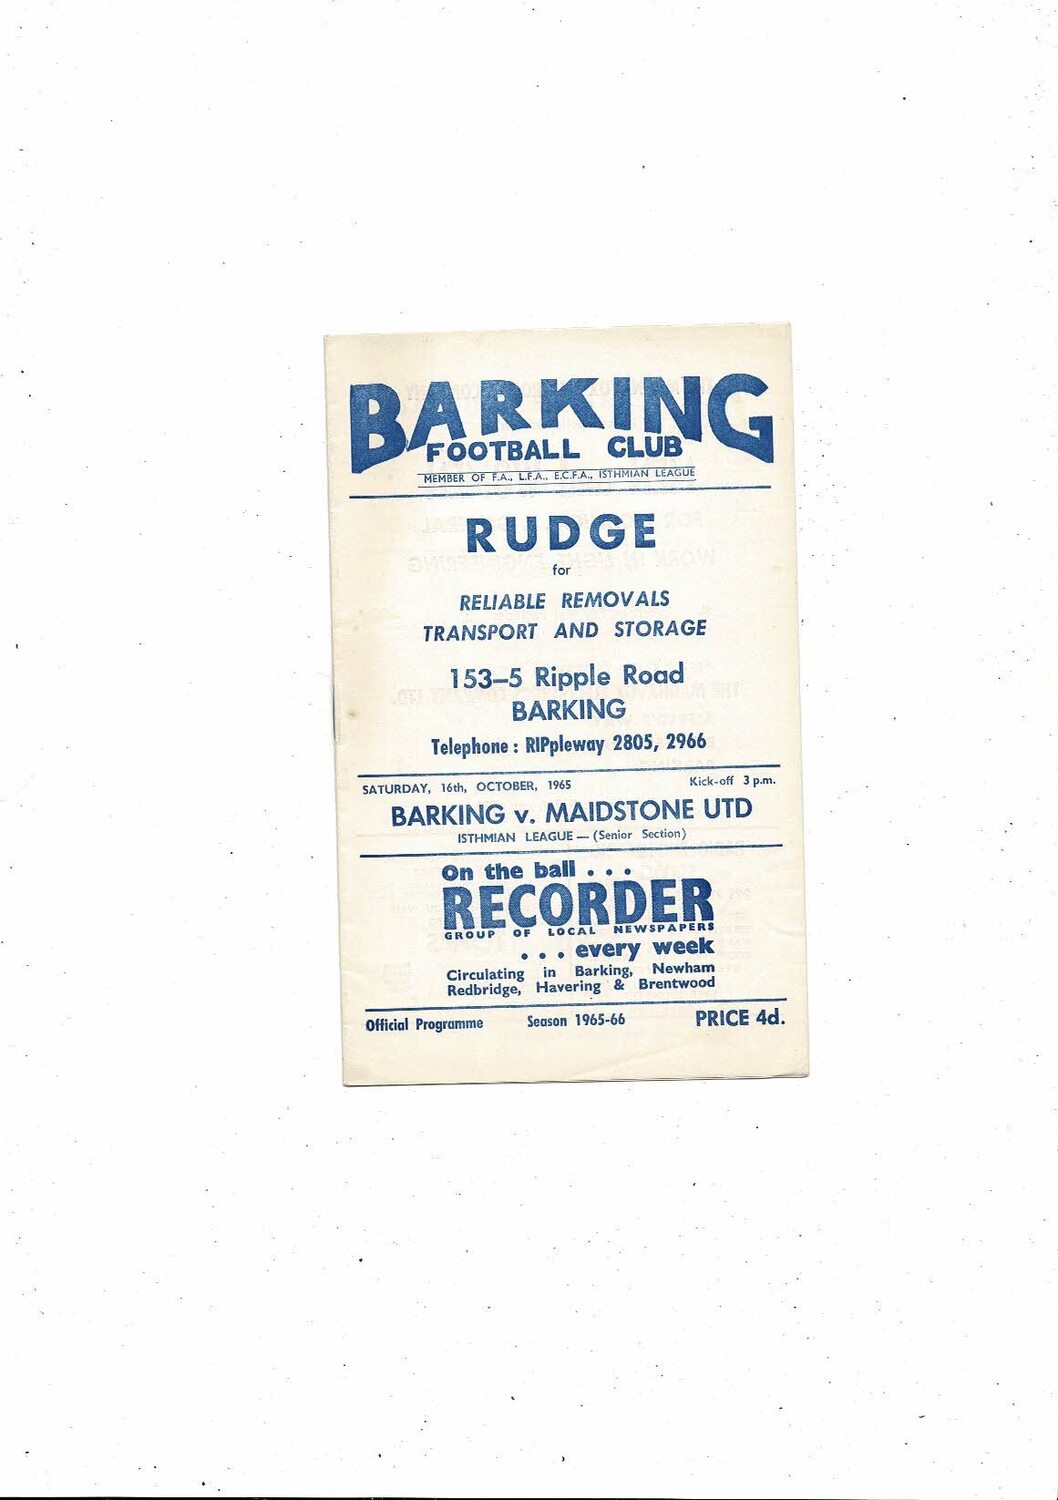 BARKING
FOOTBALL CLUB
MEMBER OF F.A., L.F.A., E.C.F.A., ISTHMIAN LEAGUE
RUDGE
for
RELIABLE REMOVALS
TRANSPORT AND STORAGE
153–5 Ripple Road
BARKING
Telephone : RIPpleway 2805, 2966
SATURDAY, 16th, OCTOBER, 1965 Kick-off 3 p.m.
BARKING v. MAIDSTONE UTD
ISTHMIAN LEAGUE — (Senior Section)
On the ball . . .
RECORDER
GROUP OF LOCAL NEWSPAPERS
. . . every week
Circulating in Barking, Newham
Redbridge, Havering & Brentwood
Official Programme Season 1965-66 PRICE 4d.